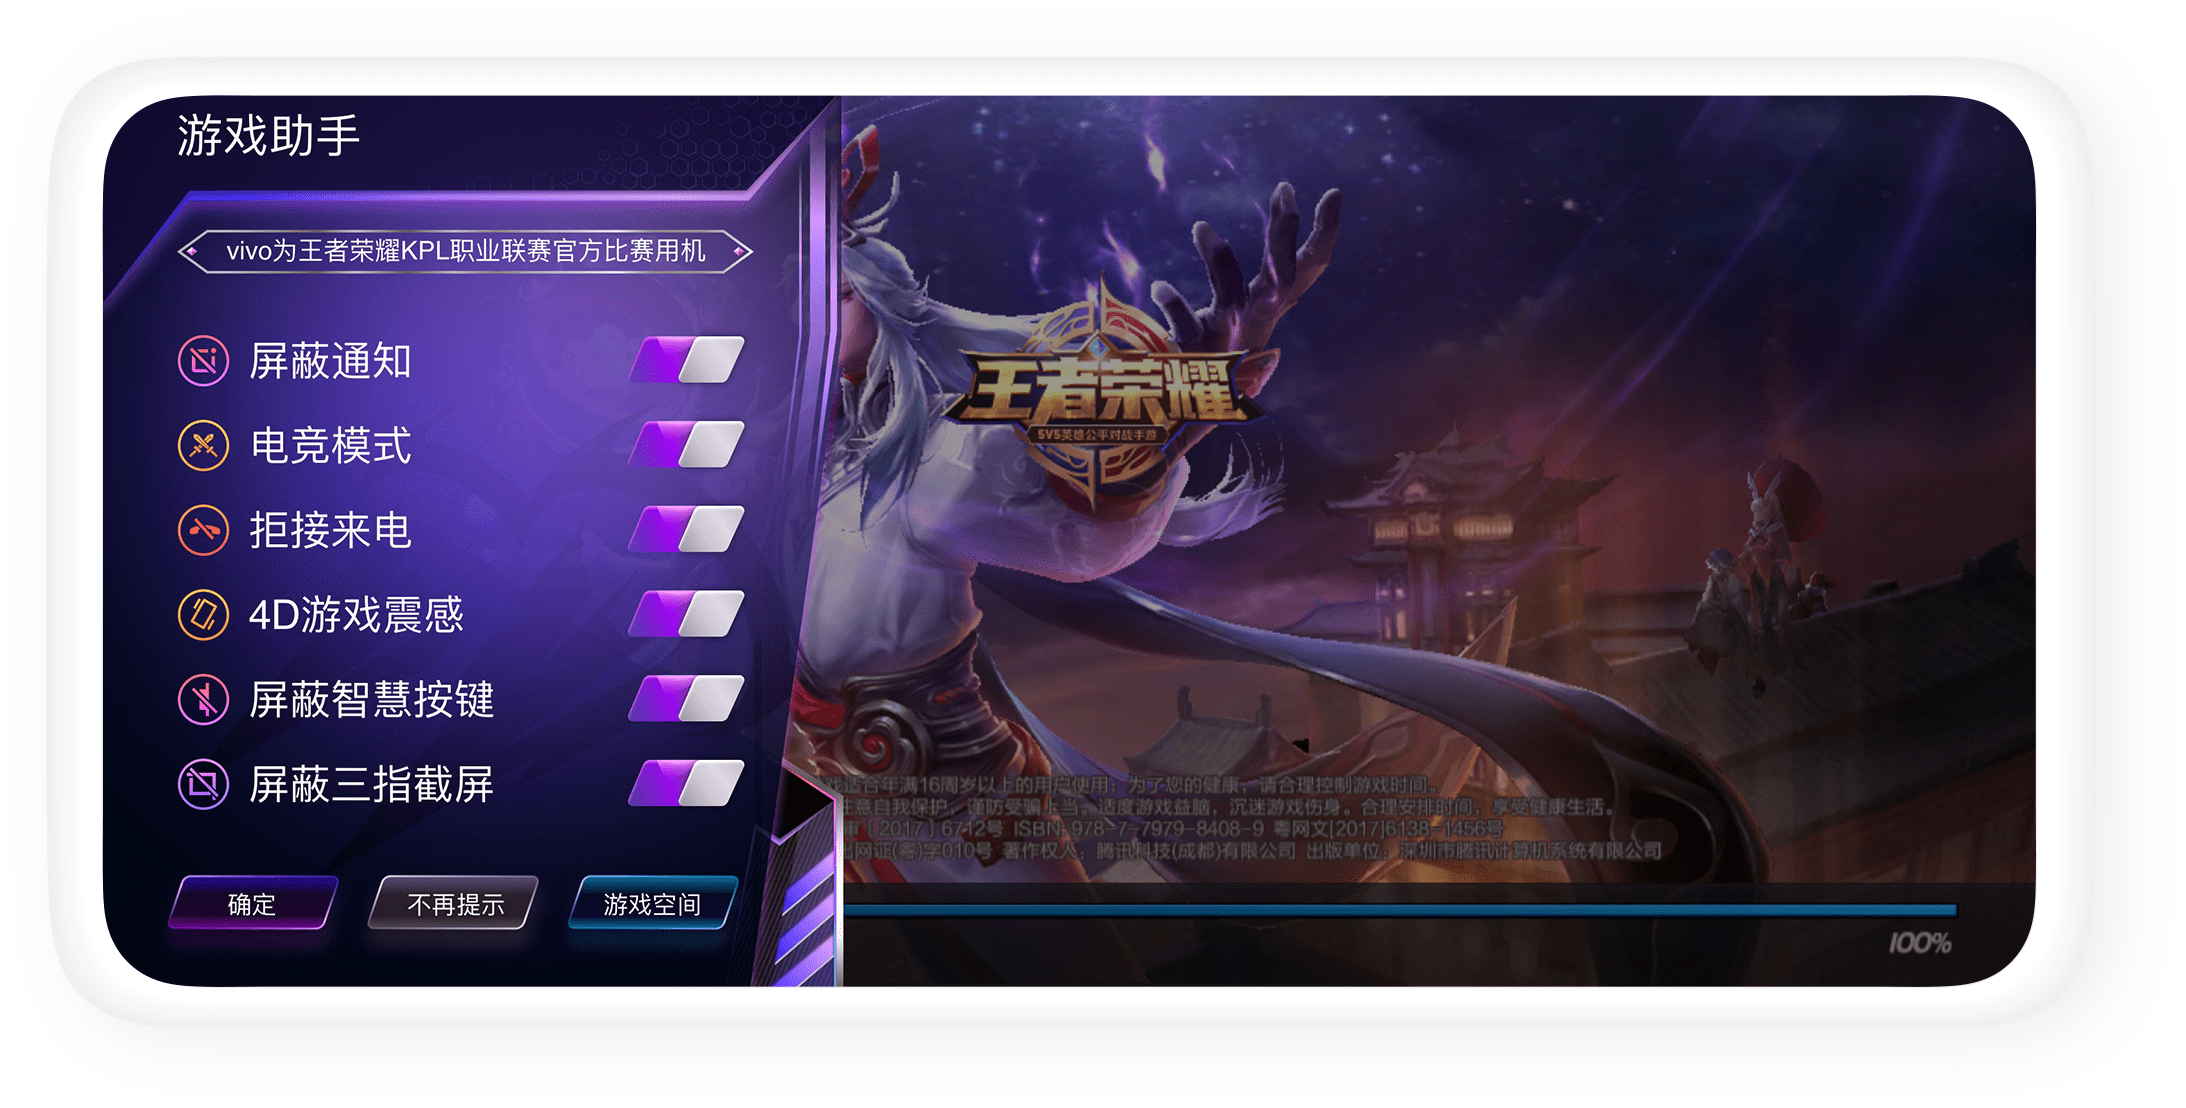 游戏助手
vivo为王者荣耀KPL职业联赛官方比赛用机
屏蔽通知
电竞模式
拒接来电
4D游戏震感
屏蔽智慧按键
屏蔽三指截屏
确定
不再提示
游戏空间
王者荣耀
5V5英雄公平对战手游
适合年满16周岁以上的用户使用；为了您的健康，请合理控制游戏时间。
意自我保护，谨防受骗上当。适度游戏益脑，沉迷游戏伤身。合理安排时间，享受健康生活。
审〔2017〕6712号 ISBN 978-7-7979-8408-9 粤网文[2017]6138-1456号
出网证(粤)字010号 著作权人：腾讯科技(成都)有限公司 出版单位：深圳市腾讯计算机系统有限公司
100%